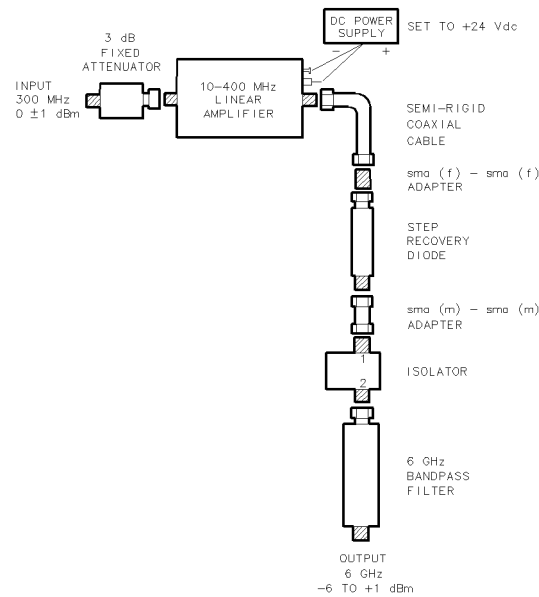 DC POWER
SUPPLY
SET TO +24 Vdc
− +
3 dB
FIXED
ATTENUATOR
INPUT
300 MHz
0 ±1 dBm
10−400 MHz
LINEAR
AMPLIFIER
SEMI−RIGID
COAXIAL
CABLE
sma (f) − sma (f)
ADAPTER
STEP
RECOVERY
DIODE
sma (m) − sma (m)
ADAPTER
1
ISOLATOR
2
6 GHz
BANDPASS
FILTER
OUTPUT
6 GHz
−6 TO +1 dBm